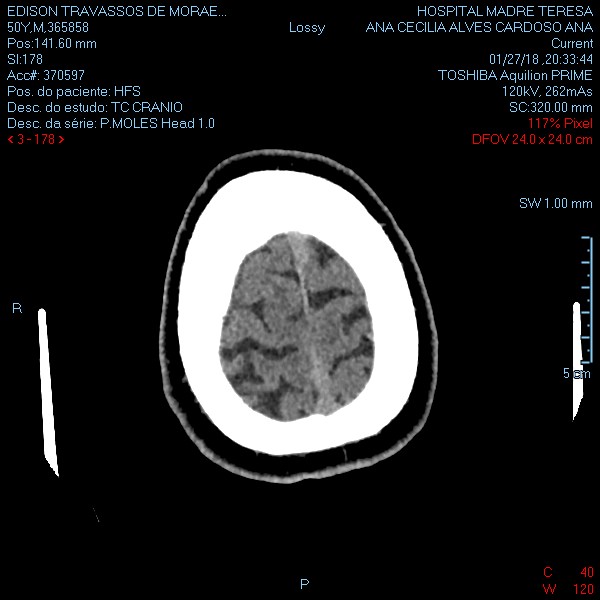 EDISON TRAVASSOS DE MORAE...
50Y,M,365858
Pos:141.60 mm
SI:178
Acc#: 370597
Pos. do paciente: HFS
Desc. do estudo: TC CRANIO
Desc. da série: P.MOLES Head 1.0
< 3 - 178 >
Lossy
HOSPITAL MADRE TERESA
ANA CECILIA ALVES CARDOSO ANA
Current
01/27/18 ,20:33:44
TOSHIBA Aquilion PRIME
120kV, 262mAs
SC:320.00 mm
117% Pixel
DFOV 24.0 x 24.0 cm
SW 1.00 mm
R
5 cm
P
C 40
W 120